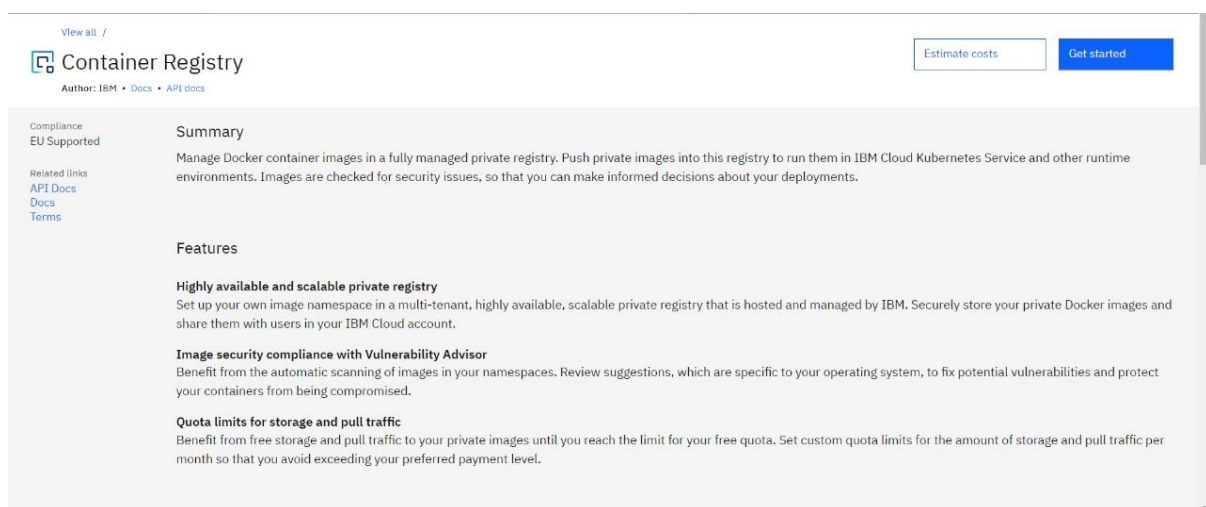 View all /
Container Registry
Author: IBM • Docs • API docs
Estimate costs
Get started
Compliance
EU Supported
Related links
API Docs
Docs
Terms
Summary
Manage Docker container images in a fully managed private registry. Push private images into this registry to run them in IBM Cloud Kubernetes Service and other runtime
environments. Images are checked for security issues, so that you can make informed decisions about your deployments.
Features
Highly available and scalable private registry
Set up your own image namespace in a multi-tenant, highly available, scalable private registry that is hosted and managed by IBM. Securely store your private Docker images and
share them with users in your IBM Cloud account.
Image security compliance with Vulnerability Advisor
Benefit from the automatic scanning of images in your namespaces. Review suggestions, which are specific to your operating system, to fix potential vulnerabilities and protect
your containers from being compromised.
Quota limits for storage and pull traffic
Benefit from free storage and pull traffic to your private images until you reach the limit for your free quota. Set custom quota limits for the amount of storage and pull traffic per
month so that you avoid exceeding your preferred payment level.